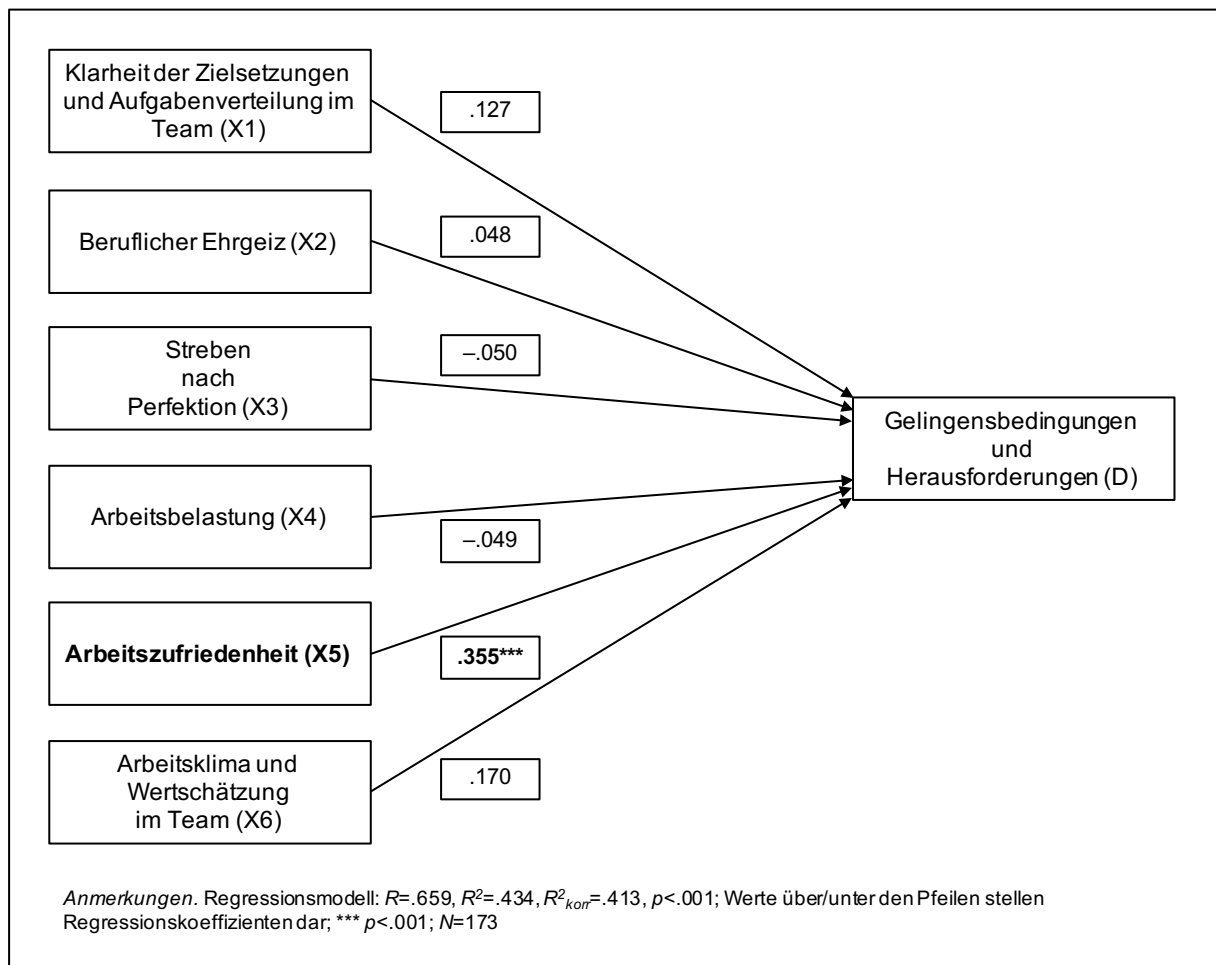 Klarheit der Zielsetzungen
und Aufgabenverteilung im
Team (X1)
.127
Beruflicher Ehrgeiz (X2)
.048
Streben
nach
Perfektion (X3)
–.050
Gelingensbedingungen
und
Herausforderungen (D)
Arbeitsbelastung (X4)
–.049
Arbeitszufriedenheit (X5)
.355***
Arbeitsklima und
Wertschätzung
im Team (X6)
.170
Anmerkungen. Regressionsmodell: R=.659, R²=.434, R²korr=.413, p<.001; Werte über/unter den Pfeilen stellen
Regressionskoeffizienten dar; *** p<.001; N=173